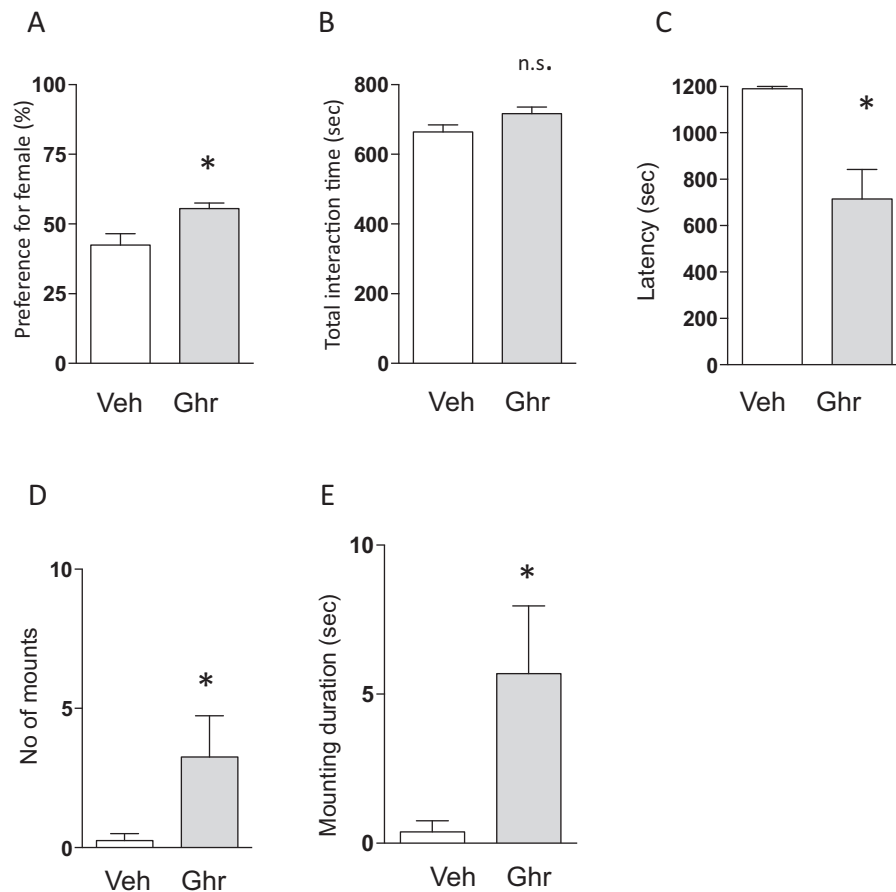 A
Preference for female (%)
100
75
50
25
0
*
Veh Ghr
B
Total interaction time (sec)
800
600
400
200
0
n.s.
Veh Ghr
C
Latency (sec)
1200
1000
800
600
400
200
0
*
Veh Ghr
D
No of mounts
10
5
0
*
Veh Ghr
E
Mounting duration (sec)
10
5
0
*
Veh Ghr